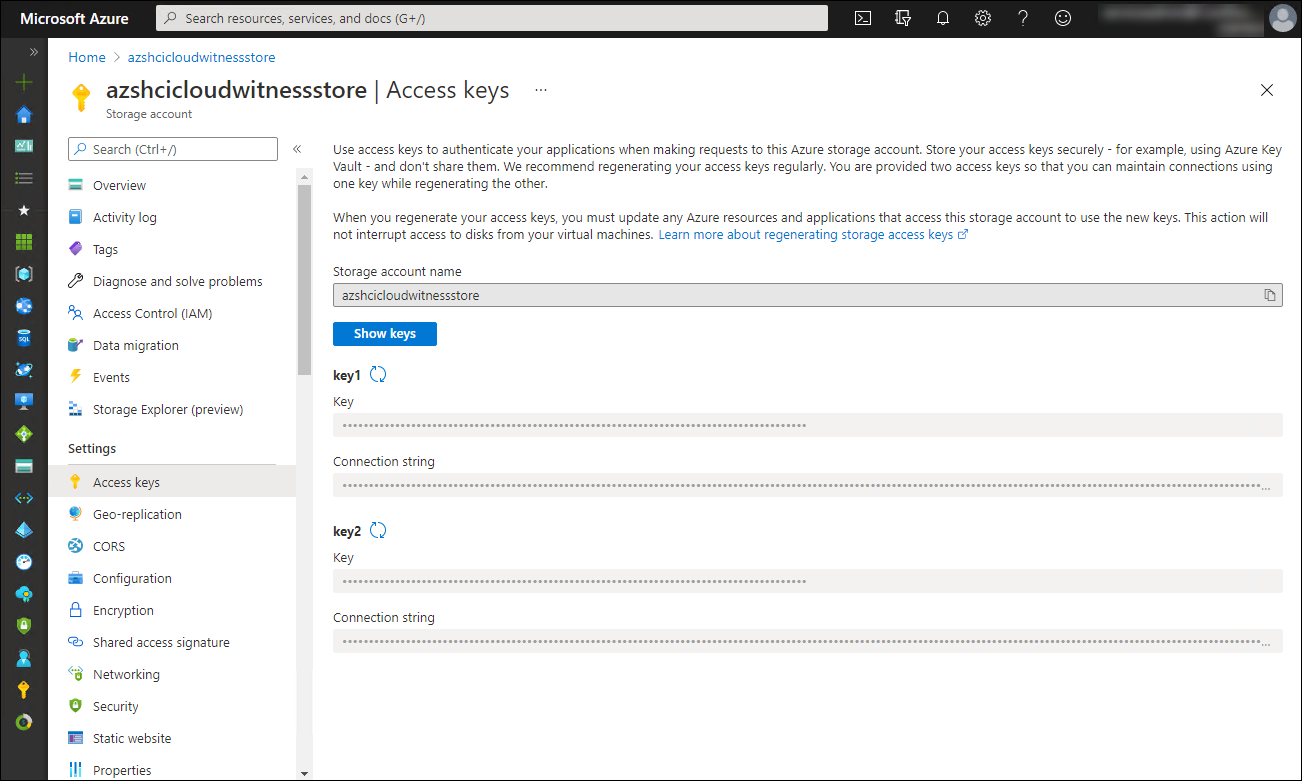 Microsoft Azure
Search resources, services, and docs (G+/)
Home > azshcicloudwitnessstore
azshcicloudwitnessstore | Access keys ...
Storage account
Search (Ctrl+/)
Overview
Activity log
Tags
Diagnose and solve problems
Access Control (IAM)
Data migration
Events
Storage Explorer (preview)
Settings
Access keys
Geo-replication
CORS
Configuration
Encryption
Shared access signature
Networking
Security
Static website
Properties
Use access keys to authenticate your applications when making requests to this Azure storage account. Store your access keys securely - for example, using Azure Key
Vault - and don't share them. We recommend regenerating your access keys regularly. You are provided two access keys so that you can maintain connections using
one key while regenerating the other.
When you regenerate your access keys, you must update any Azure resources and applications that access this storage account to use the new keys. This action will
not interrupt access to disks from your virtual machines. Learn more about regenerating storage access keys
Storage account name
azshcicloudwitnessstore
Show keys
key1
Key
Connection string
key2
Key
Connection string